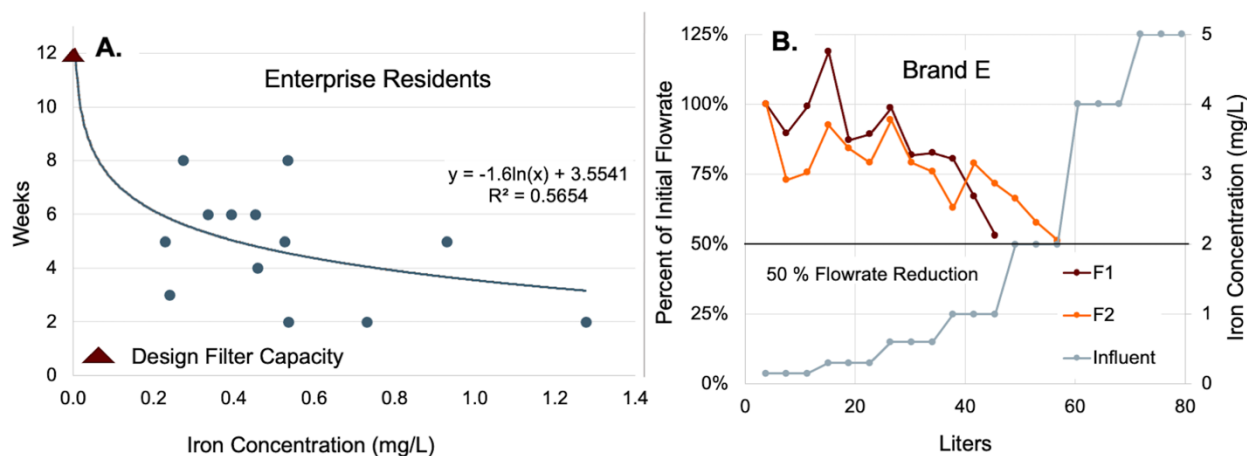 A.
Enterprise Residents
y = -1.6ln(x) + 3.5541
R² = 0.5654
Design Filter Capacity
Weeks
12
10
8
6
4
2
0
0.0 0.2 0.4 0.6 0.8 1.0 1.2 1.4
Iron Concentration (mg/L)
B.
Brand E
Percent of Initial Flowrate
125%
100%
75%
50%
25%
0%
50 % Flowrate Reduction
F1
F2
Influent
5
4
3
2
1
0
Iron Concentration (mg/L)
0 20 40 60 80
Liters